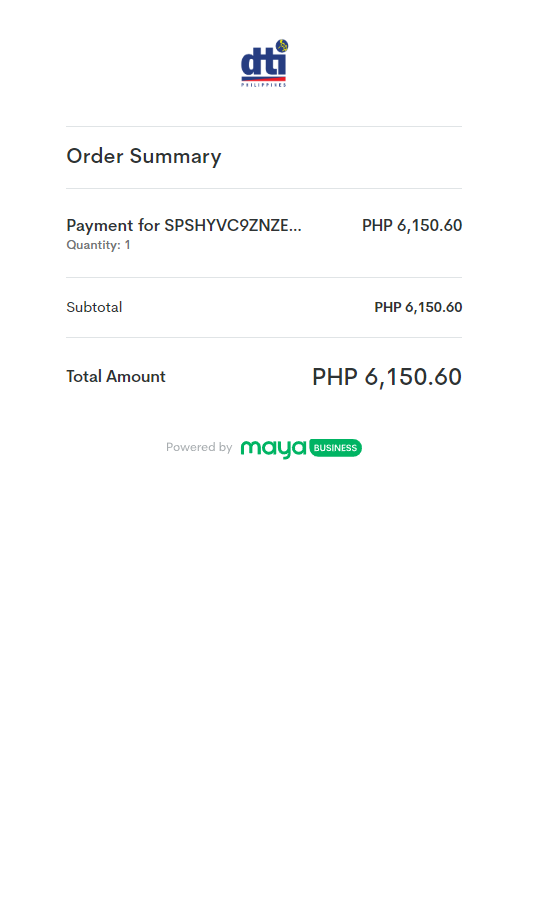 dti
PHILIPPINES
Order Summary
Payment for SPSHYVC9ZNZE... PHP 6,150.60
Quantity: 1
Subtotal PHP 6,150.60
Total Amount PHP 6,150.60
Powered by maya BUSINESS